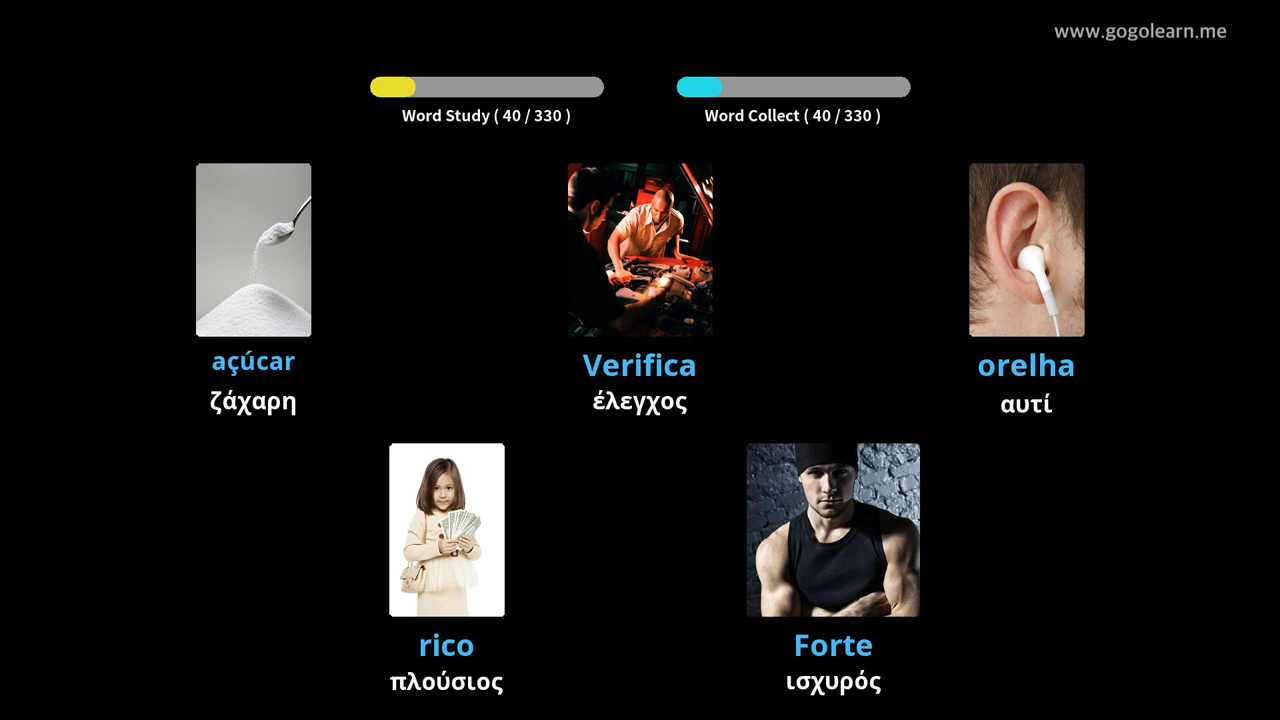 www.gogolearn.me
Word Study ( 40 / 330 )
Word Collect ( 40 / 330 )
açúcar
ζάχαρη
Verifica
έλεγχος
orelha
αυτί
rico
πλούσιος
Forte
ισχυρός